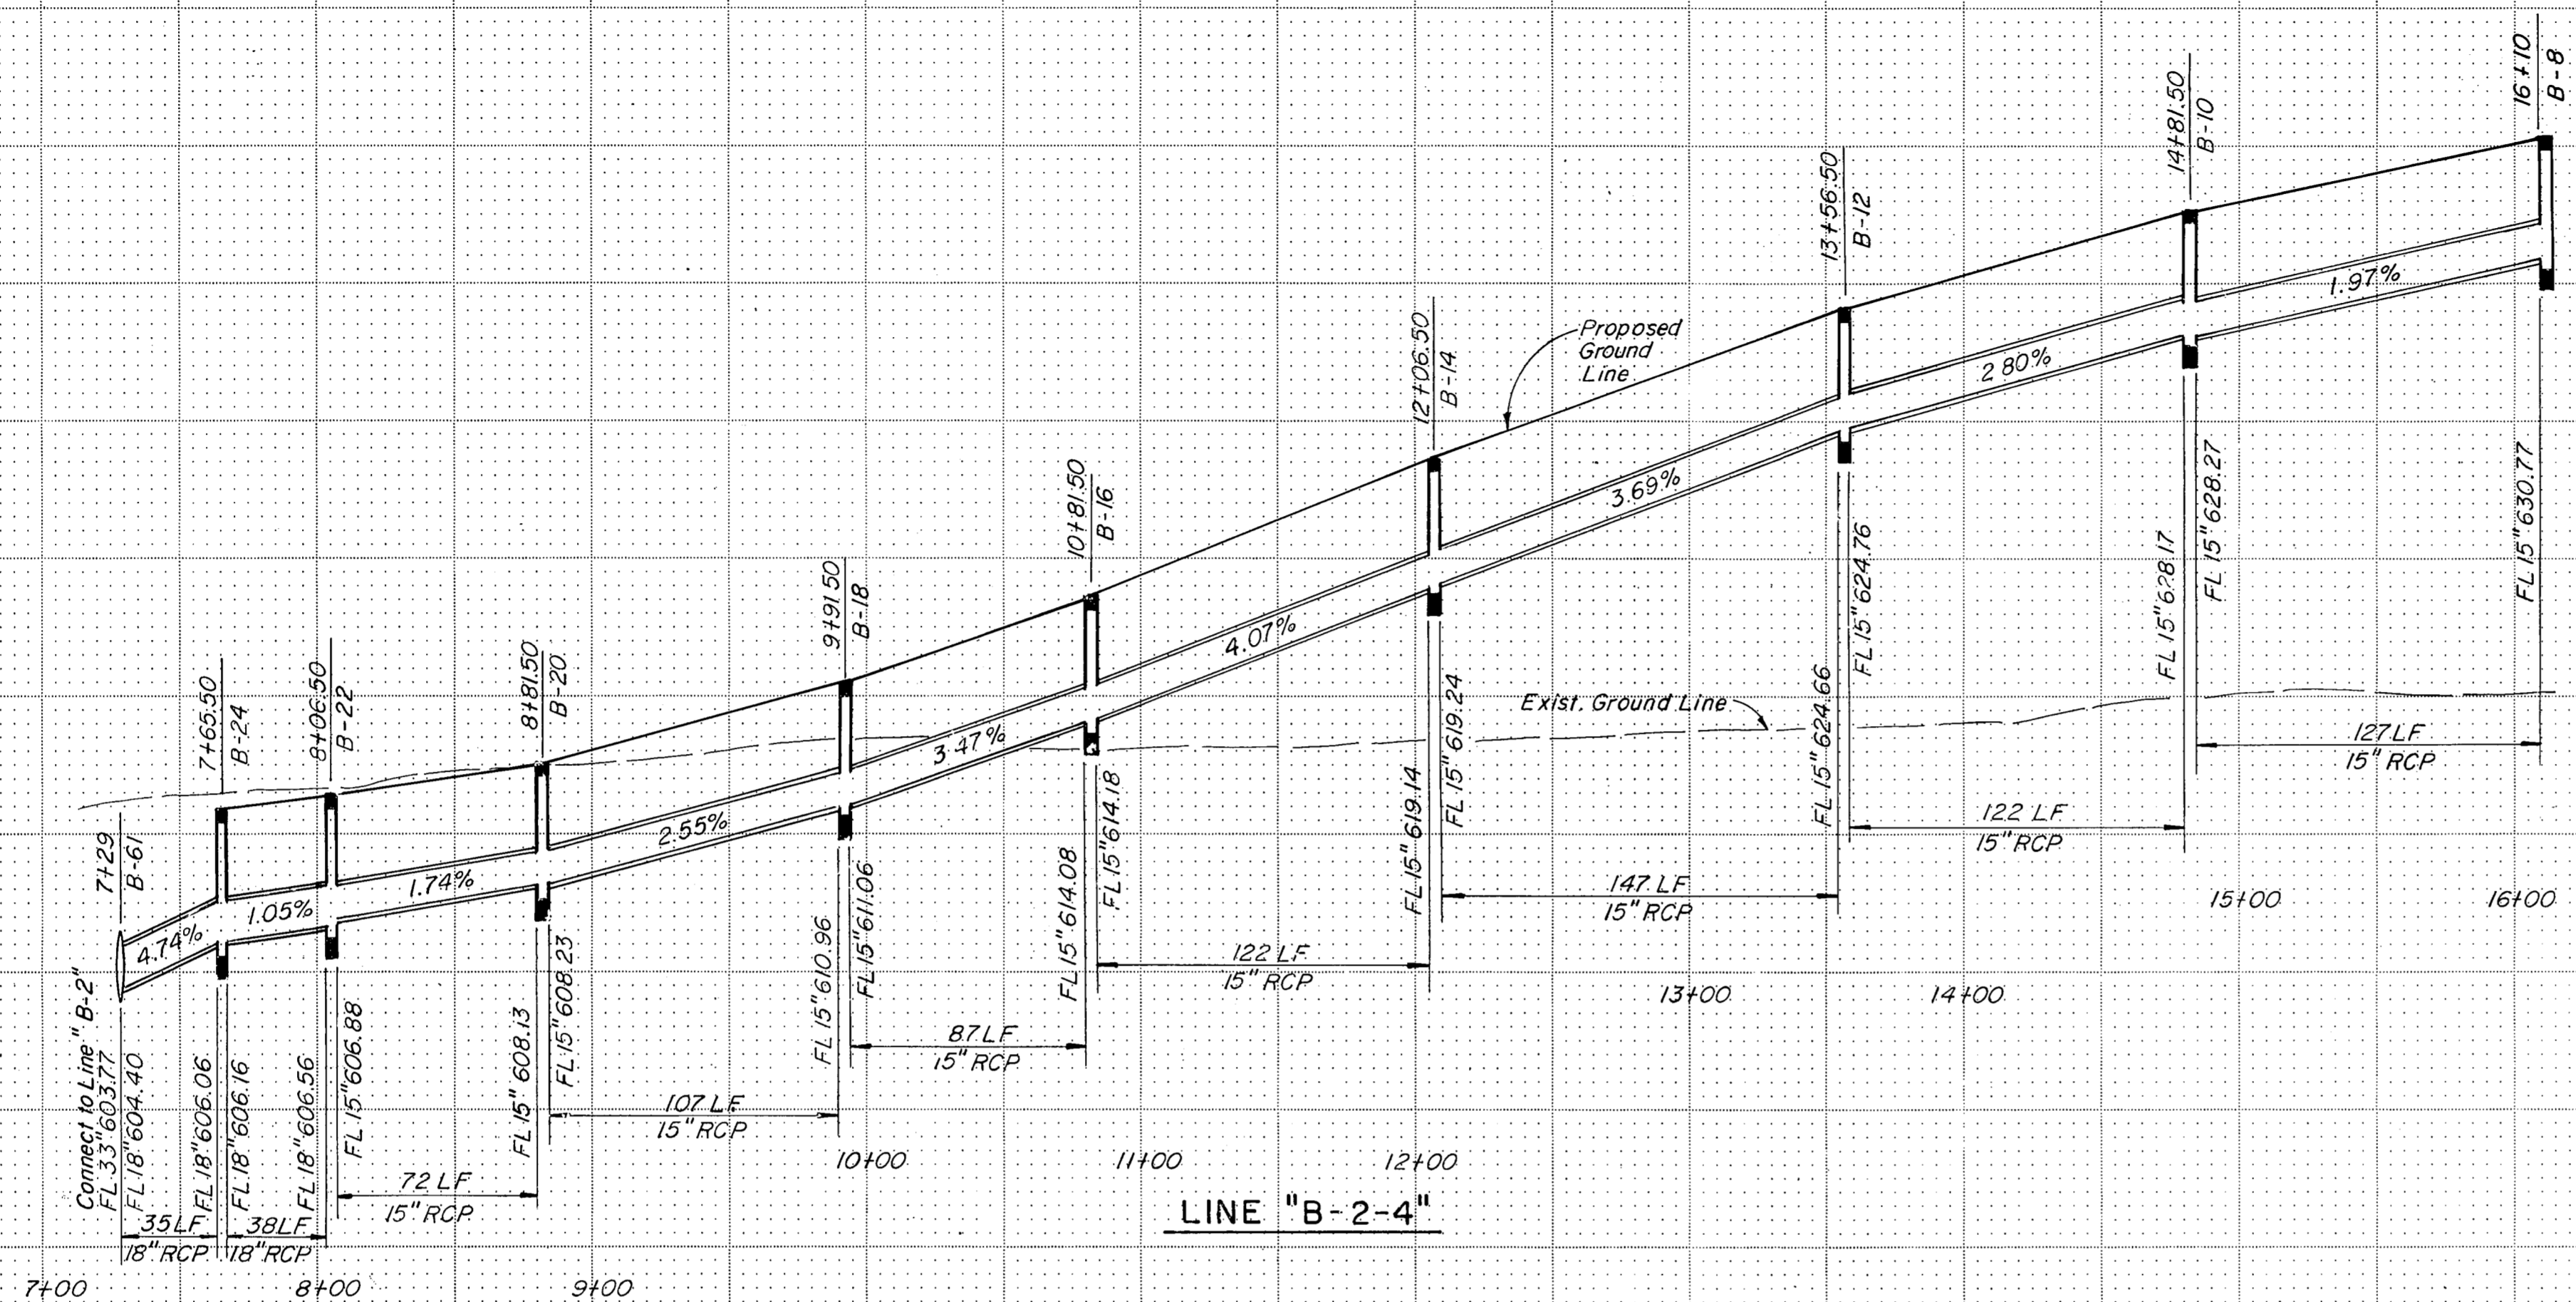 16+10
B-8
14+81.50
B-10
13+56.50
B-12
12+06.50
B-14
10+81.50
B-16
9+91.50
B-18
8+81.50
B-20
8+06.50
B-22
7+65.50
B-24
7+29
B-61
Proposed
Ground
Line
Exist. Ground Line
4.74%
1.05%
1.74%
2.55%
3.47%
4.07%
3.69%
2.80%
1.97%
Connect to Line "B-2"
FL 33" 603.77
FL 18" 604.40
FL 18" 606.06
FL 18" 606.16
FL 18" 606.56
FL 15" 606.88
FL 15" 608.13
FL 15" 608.23
FL 15" 610.96
FL 15" 611.06
FL 15" 614.08
FL 15" 614.18
FL 15" 619.14
FL 15" 619.24
FL 15" 624.66
FL 15" 624.76
FL 15" 628.17
FL 15" 628.27
FL 15" 630.77
35 LF
18" RCP
38 LF
18" RCP
72 LF
15" RCP
107 LF
15" RCP
87 LF
15" RCP
122 LF
15" RCP
147 LF
15" RCP
122 LF
15" RCP
127 LF
15" RCP
7+00
8+00
9+00
10+00
11+00
12+00
13+00
14+00
15+00
16+00
LINE "B-2-4"